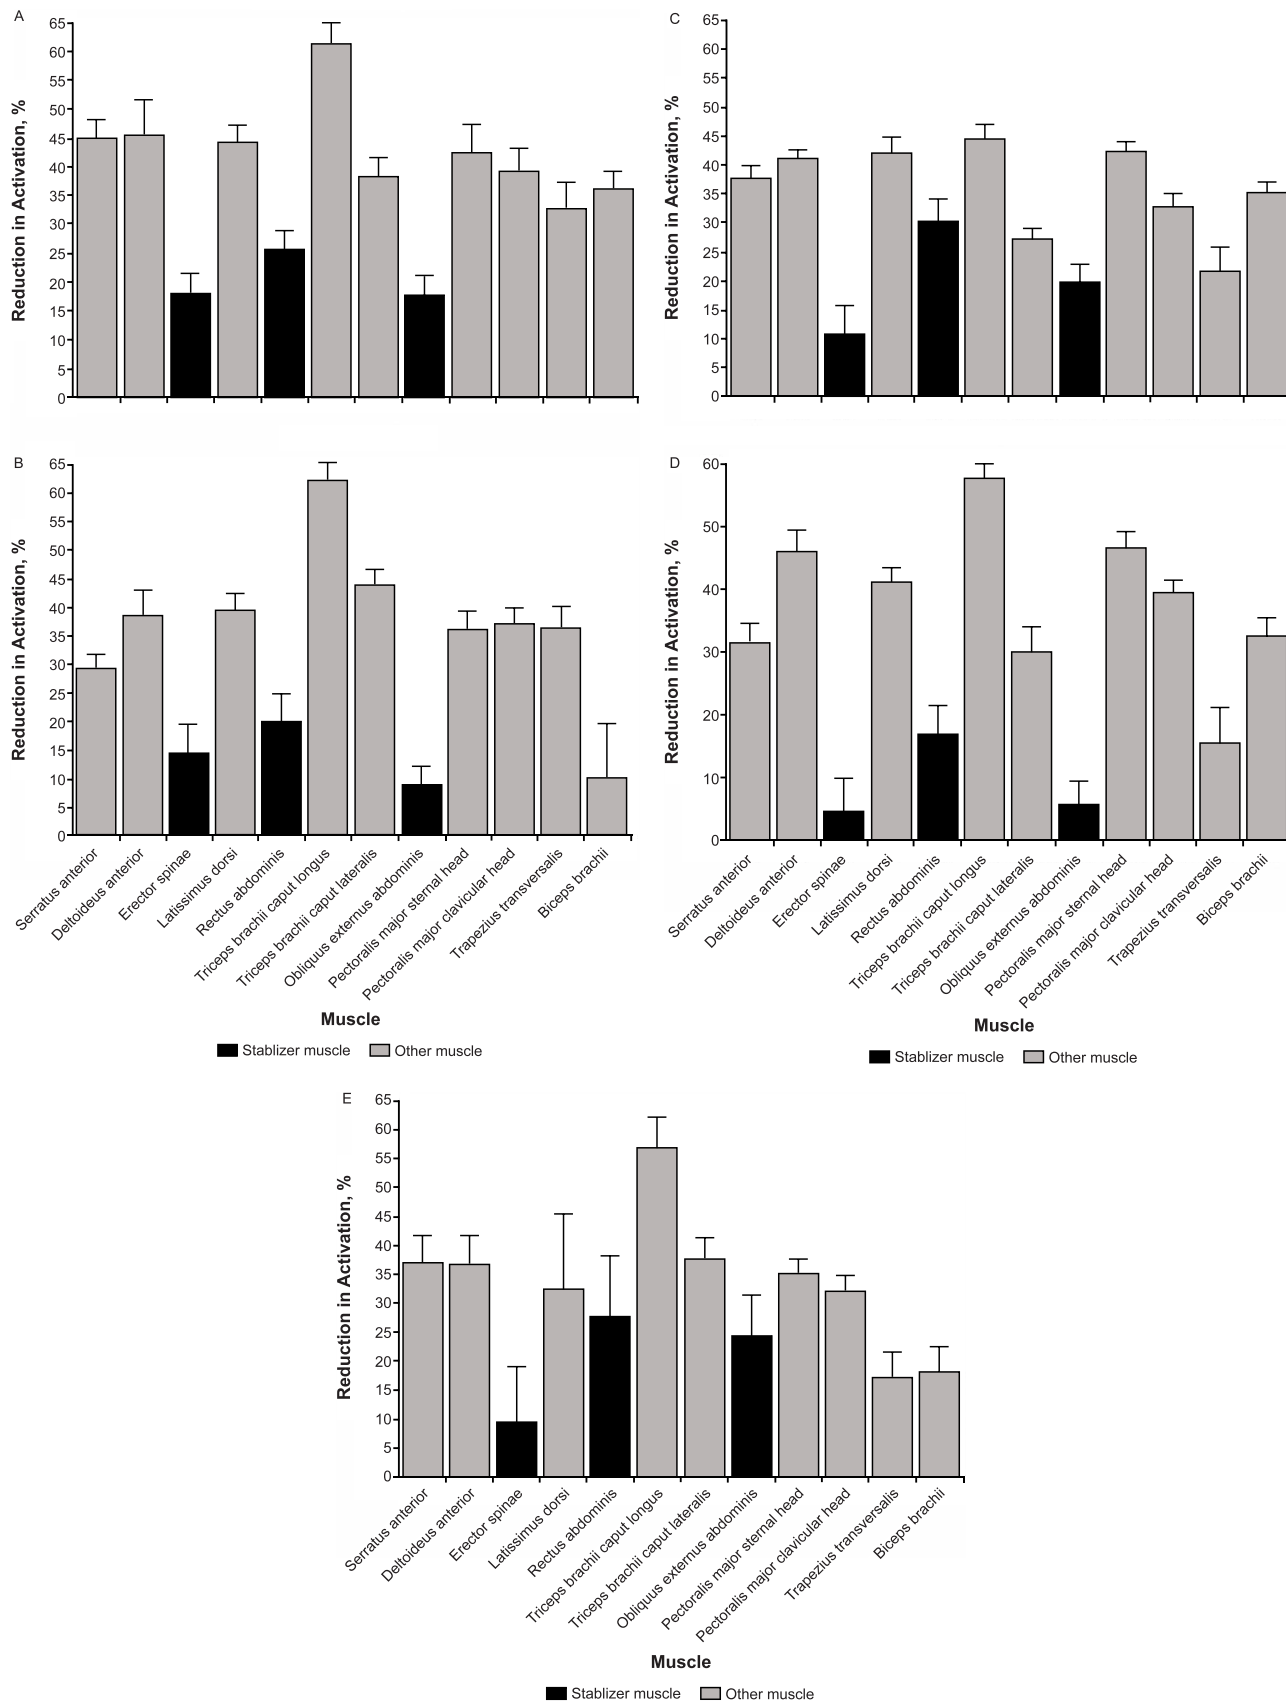 A
Reduction in Activation, %
65
60
55
50
45
40
35
30
25
20
15
10
5
0
C
Reduction in Activation, %
65
60
55
50
45
40
35
30
25
20
15
10
5
0
B
Reduction in Activation, %
65
60
55
50
45
40
35
30
25
20
15
10
5
0
Serratus anterior
Deltoideus anterior
Erector spinae
Latissimus dorsi
Rectus abdominis
Triceps brachii caput longus
Triceps brachii caput lateralis
Obliquus externus abdominis
Pectoralis major sternal head
Pectoralis major clavicular head
Trapezius transversalis
Biceps brachii
Muscle
Stablizer muscle
Other muscle
D
Reduction in Activation, %
60
50
40
30
20
10
0
Serratus anterior
Deltoideus anterior
Erector spinae
Latissimus dorsi
Rectus abdominis
Triceps brachii caput longus
Triceps brachii caput lateralis
Obliquus externus abdominis
Pectoralis major sternal head
Pectoralis major clavicular head
Trapezius transversalis
Biceps brachii
Muscle
Stablizer muscle
Other muscle
E
Reduction in Activation, %
65
60
55
50
45
40
35
30
25
20
15
10
5
0
Serratus anterior
Deltoideus anterior
Erector spinae
Latissimus dorsi
Rectus abdominis
Triceps brachii caput longus
Triceps brachii caput lateralis
Obliquus externus abdominis
Pectoralis major sternal head
Pectoralis major clavicular head
Trapezius transversalis
Biceps brachii
Muscle
Stablizer muscle
Other muscle